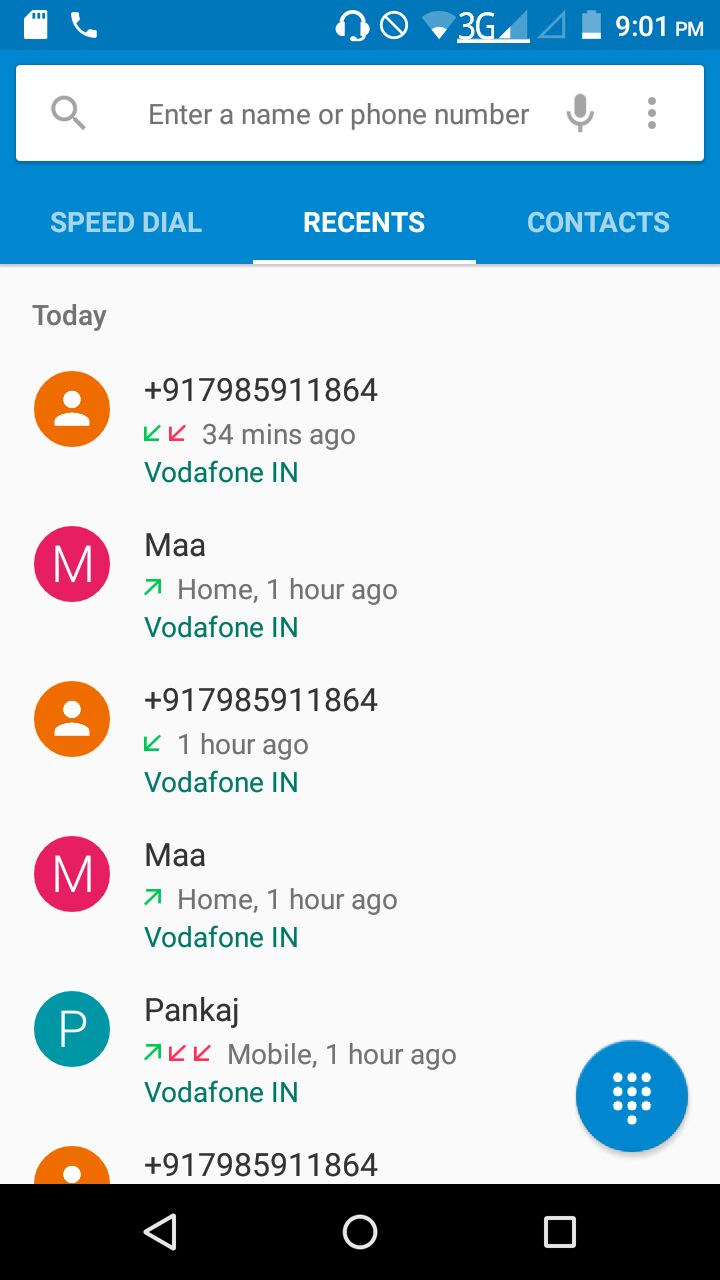 3G 9:01 PM
Enter a name or phone number
SPEED DIAL RECENTS CONTACTS
Today
+917985911864
34 mins ago
Vodafone IN
M Maa
Home, 1 hour ago
Vodafone IN
+917985911864
1 hour ago
Vodafone IN
M Maa
Home, 1 hour ago
Vodafone IN
P Pankaj
Mobile, 1 hour ago
Vodafone IN
+917985911864